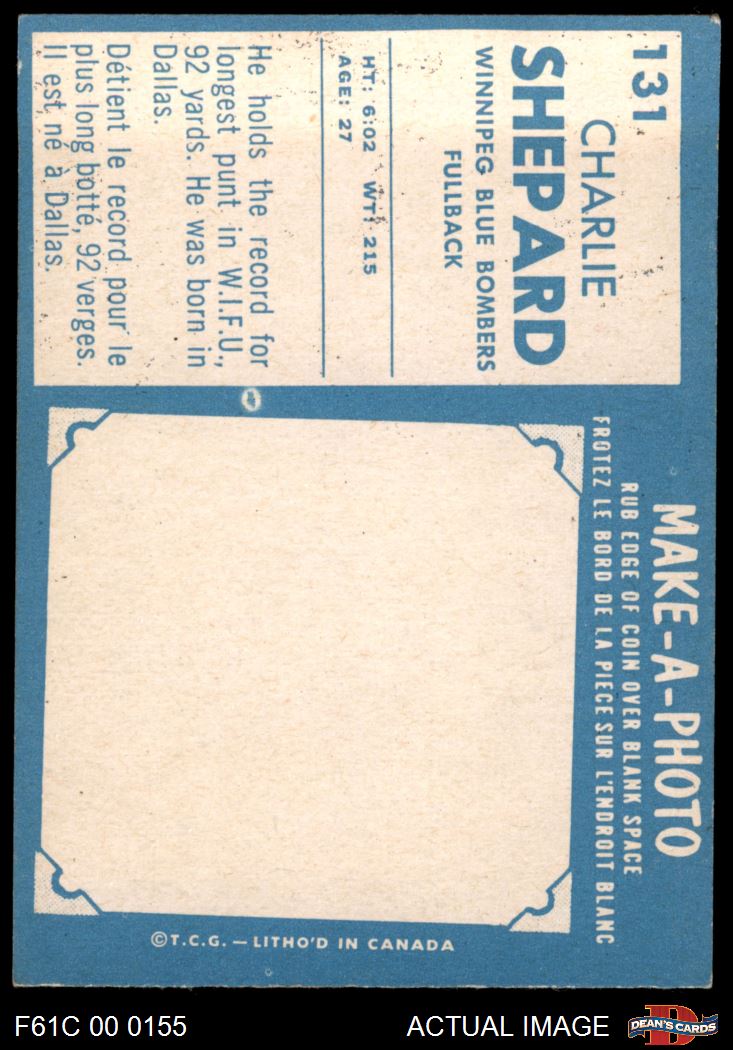 131
CHARLIE
SHEPARD
WINNIPEG BLUE BOMBERS
FULLBACK
HT: 6:02 WT: 215
AGE: 27
He holds the record for
longest punt in W.I.F.U.,
92 yards. He was born in
Dallas.
Détient le record pour le
plus long botté, 92 verges.
Il est né à Dallas.
MAKE-A-PHOTO
RUB EDGE OF COIN OVER BLANK SPACE
FROTEZ LE BORD DE LA PIECE SUR L'ENDROIT BLANC
©T.C.G. — LITHO'D IN CANADA
F61C 00 0155
ACTUAL IMAGE
D
DEAN'S CARDS